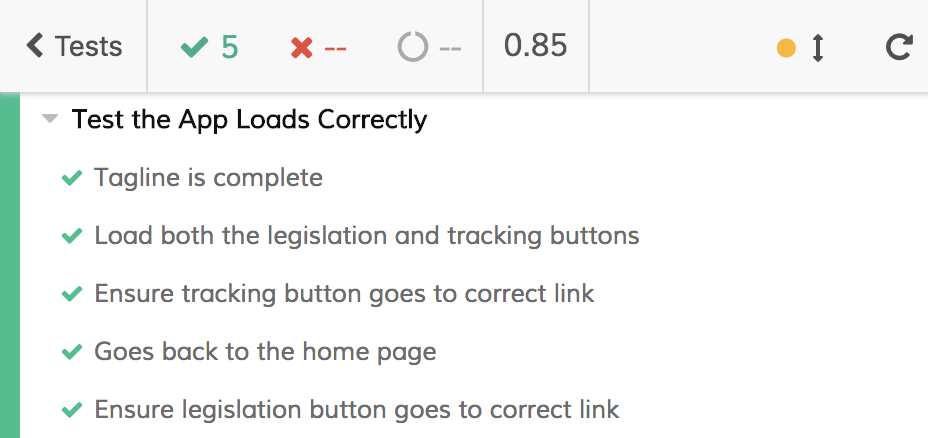 Tests 5 -- -- 0.85
Test the App Loads Correctly
Tagline is complete
Load both the legislation and tracking buttons
Ensure tracking button goes to correct link
Goes back to the home page
Ensure legislation button goes to correct link